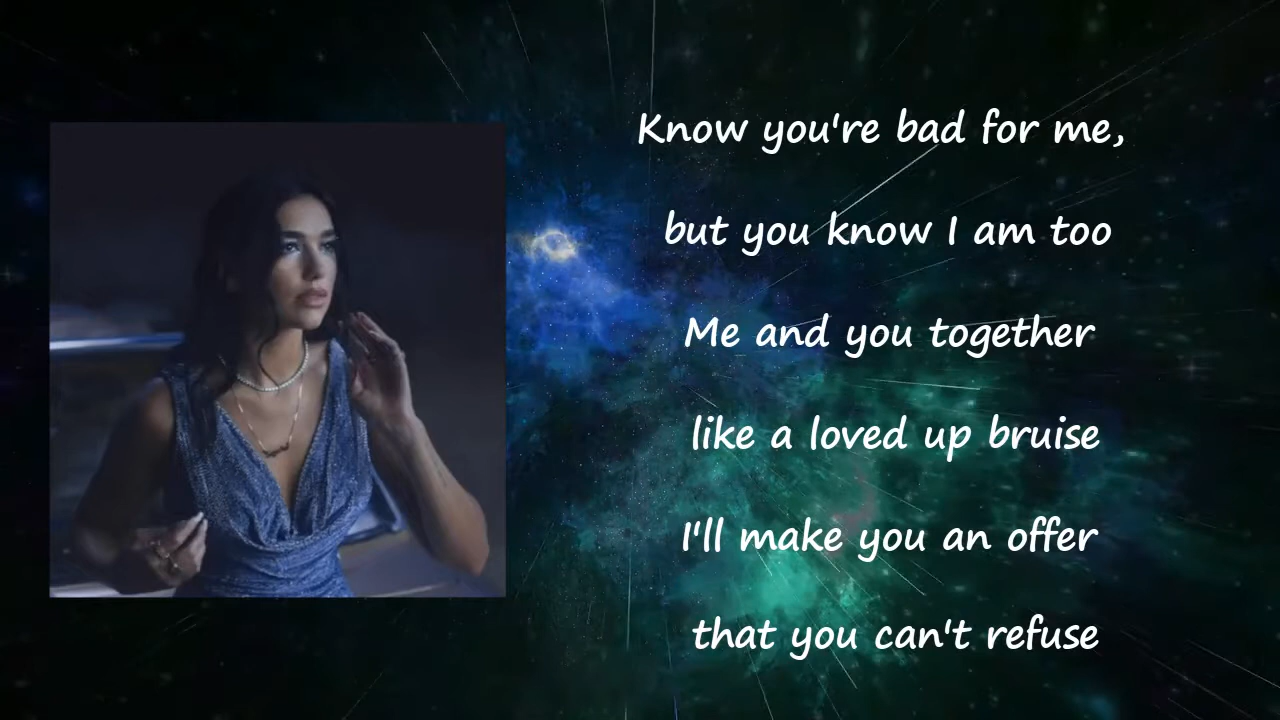 Know you're bad for me,
but you know I am too
Me and you together
like a loved up bruise
I'll make you an offer
that you can't refuse